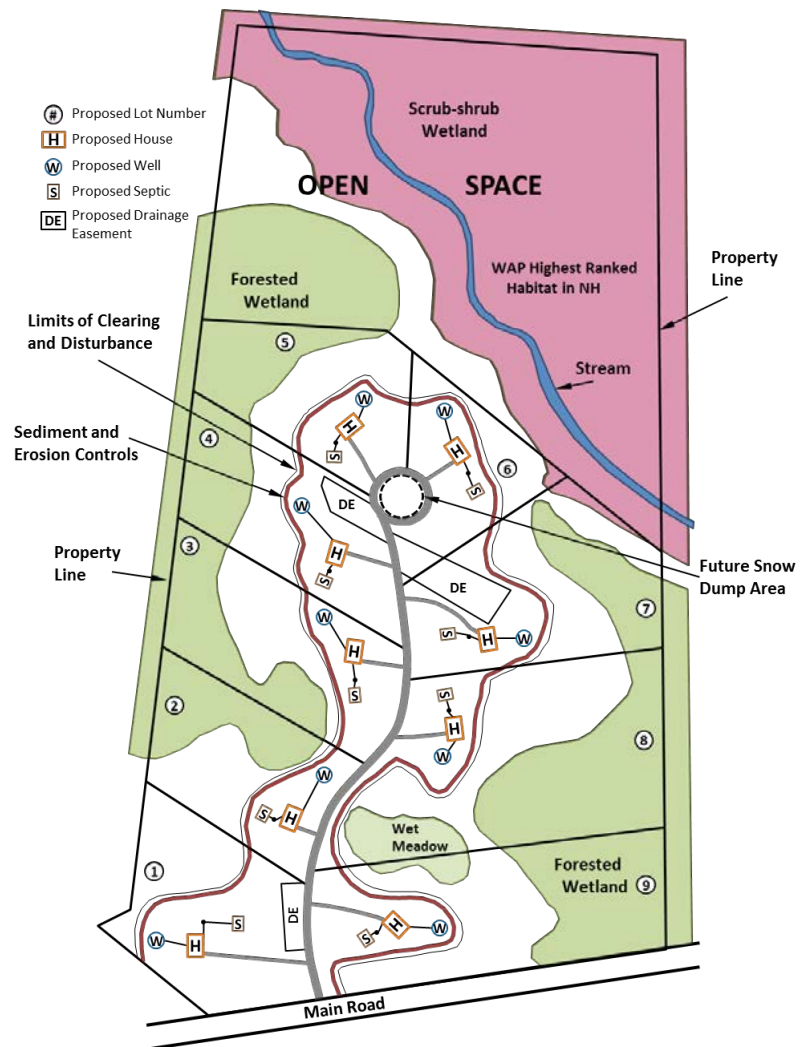 # Proposed Lot Number
H Proposed House
W Proposed Well
S Proposed Septic
DE Proposed Drainage
Easement
Scrub-shrub
Wetland
OPEN SPACE
WAP Highest Ranked
Habitat in NH
Property
Line
Forested
Wetland
Limits of Clearing
and Disturbance
5
Stream
W
W
4
Sediment and
Erosion Controls
H
H
S
6
S
W
DE
3
Property
Line
H
S
Future Snow
Dump Area
DE
7
W
S
H
W
H
S
S
2
H
8
W
W
S
H
Wet
Meadow
1
Forested
Wetland
9
DE
S
H
W
S
W
H
Main Road